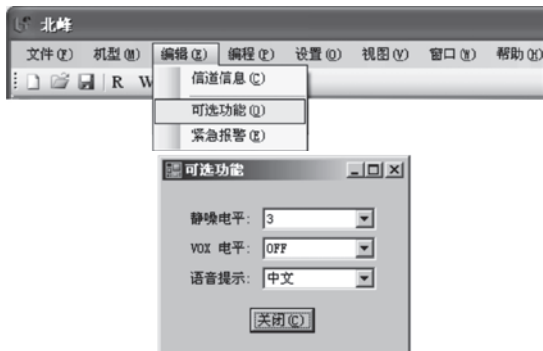 北峰
文件(F) 机型(M) 编辑(E) 编程(P) 设置(O) 视图(V) 窗口(W) 帮助(H)
R W
信道信息(C)
可选功能(O)
紧急报警(E)
可选功能
静噪电平: 3
VOX 电平: OFF
语音提示: 中文
关闭(C)